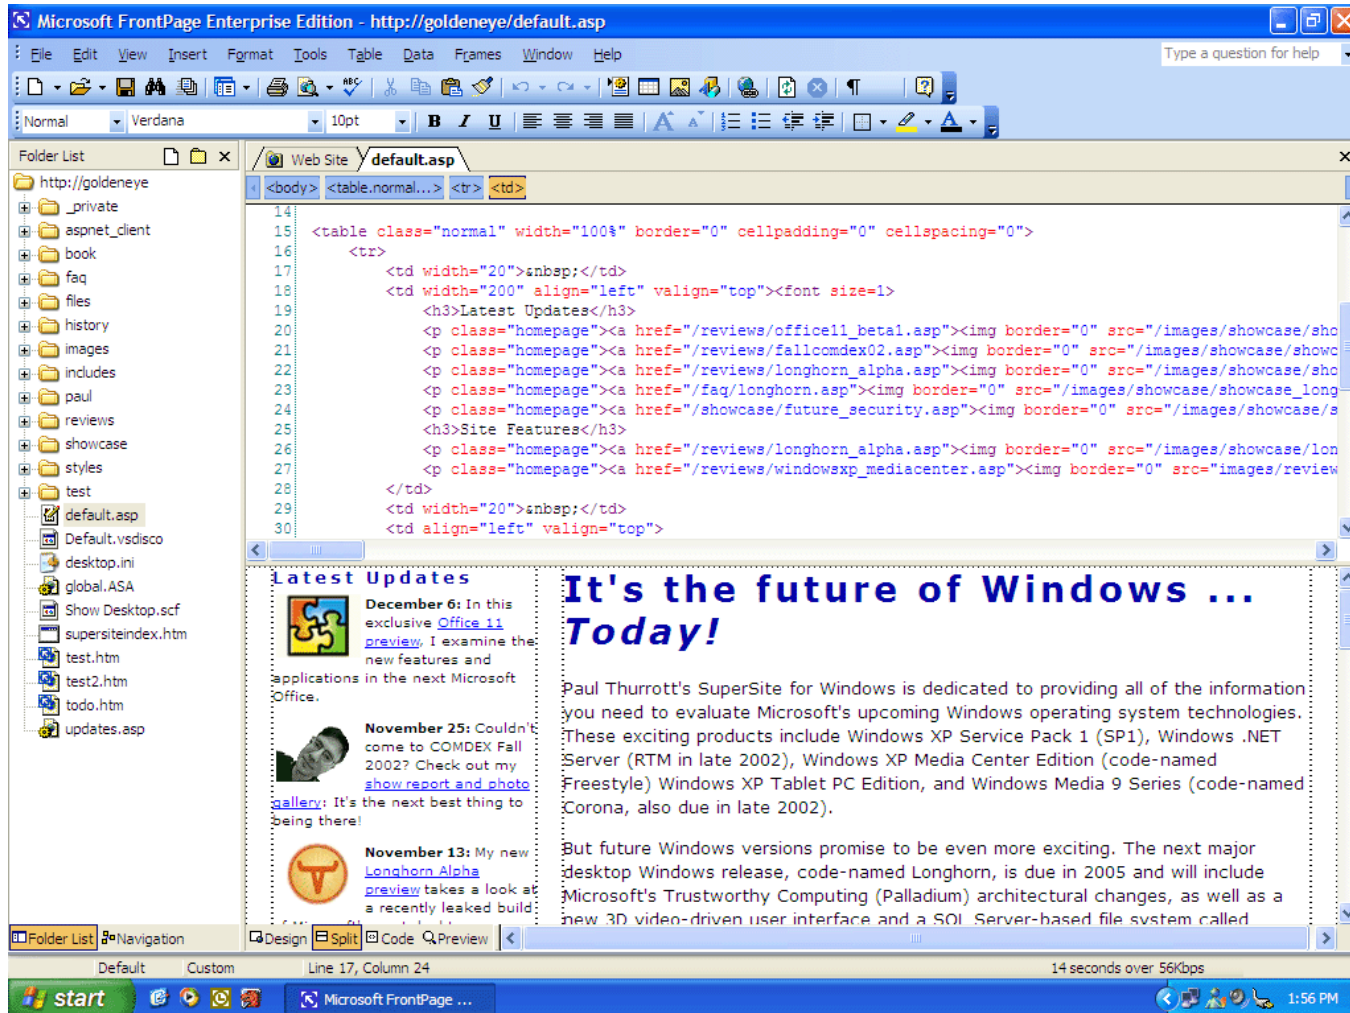 Microsoft FrontPage Enterprise Edition - http://goldeneye/default.asp
File Edit View Insert Format Tools Table Data Frames Window Help Type a question for help
Normal Verdana 10pt B I U
Folder List
Web Site default.asp
<body> <table.normal...> <tr> <td>
http://goldeneye
_private
aspnet_client
book
faq
files
history
images
includes
paul
reviews
showcase
styles
test
default.asp
Default.vsdisco
desktop.ini
global.ASA
Show Desktop.scf
supersiteindex.htm
test.htm
test2.htm
todo.htm
updates.asp
14
15 <table class="normal" width="100%" border="0" cellpadding="0" cellspacing="0">
16 <tr>
17 <td width="20">&nbsp;</td>
18 <td width="200" align="left" valign="top"><font size=1>
19 <h3>Latest Updates</h3>
20 <p class="homepage"><a href="/reviews/office11_beta1.asp"><img border="0" src="/images/showcase/sho
21 <p class="homepage"><a href="/reviews/fallcomdex02.asp"><img border="0" src="/images/showcase/showc
22 <p class="homepage"><a href="/reviews/longhorn_alpha.asp"><img border="0" src="/images/showcase/sho
23 <p class="homepage"><a href="/faq/longhorn.asp"><img border="0" src="/images/showcase/showcase_long
24 <p class="homepage"><a href="/showcase/future_security.asp"><img border="0" src="/images/showcase/s
25 <h3>Site Features</h3>
26 <p class="homepage"><a href="/reviews/longhorn_alpha.asp"><img border="0" src="/images/showcase/lon
27 <p class="homepage"><a href="/reviews/windowsxp_mediacenter.asp"><img border="0" src="images/review
28 </td>
29 <td width="20">&nbsp;</td>
30 <td align="left" valign="top">
Latest Updates
December 6: In this
exclusive Office 11
preview, I examine the
new features and
applications in the next Microsoft
Office.
November 25: Couldn't
come to COMDEX Fall
2002? Check out my
show report and photo
gallery: It's the next best thing to
being there!
November 13: My new
Longhorn Alpha
preview takes a look at
a recently leaked build
It's the future of Windows ...
Today!
Paul Thurrott's SuperSite for Windows is dedicated to providing all of the information
you need to evaluate Microsoft's upcoming Windows operating system technologies.
These exciting products include Windows XP Service Pack 1 (SP1), Windows .NET
Server (RTM in late 2002), Windows XP Media Center Edition (code-named
Freestyle) Windows XP Tablet PC Edition, and Windows Media 9 Series (code-named
Corona, also due in late 2002).
But future Windows versions promise to be even more exciting. The next major
desktop Windows release, code-named Longhorn, is due in 2005 and will include
Microsoft's Trustworthy Computing (Palladium) architectural changes, as well as a
new 3D video-driven user interface and a SQL Server-based file system called
Folder List Navigation
Design Split Code Preview
Default Custom Line 17, Column 24 14 seconds over 56Kbps
start Microsoft FrontPage ... 1:56 PM